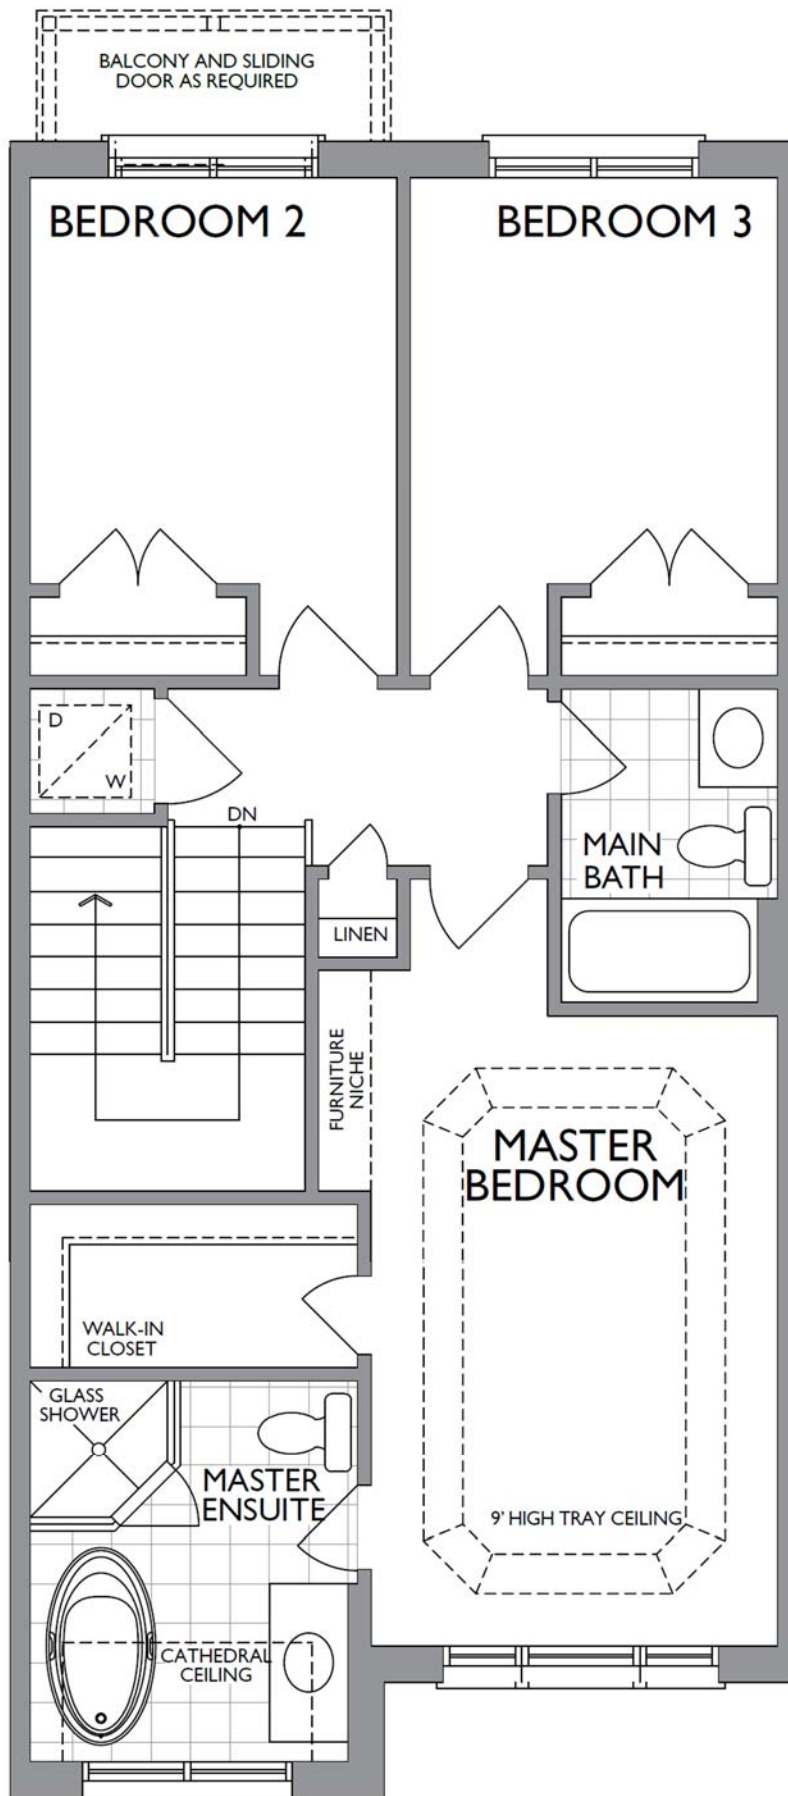 BALCONY AND SLIDING
DOOR AS REQUIRED
BEDROOM 2
BEDROOM 3
D
W
DN
MAIN
BATH
LINEN
FURNITURE
NICHE
MASTER
BEDROOM
WALK-IN
CLOSET
GLASS
SHOWER
MASTER
ENSUITE
9' HIGH TRAY CEILING
CATHEDRAL
CEILING